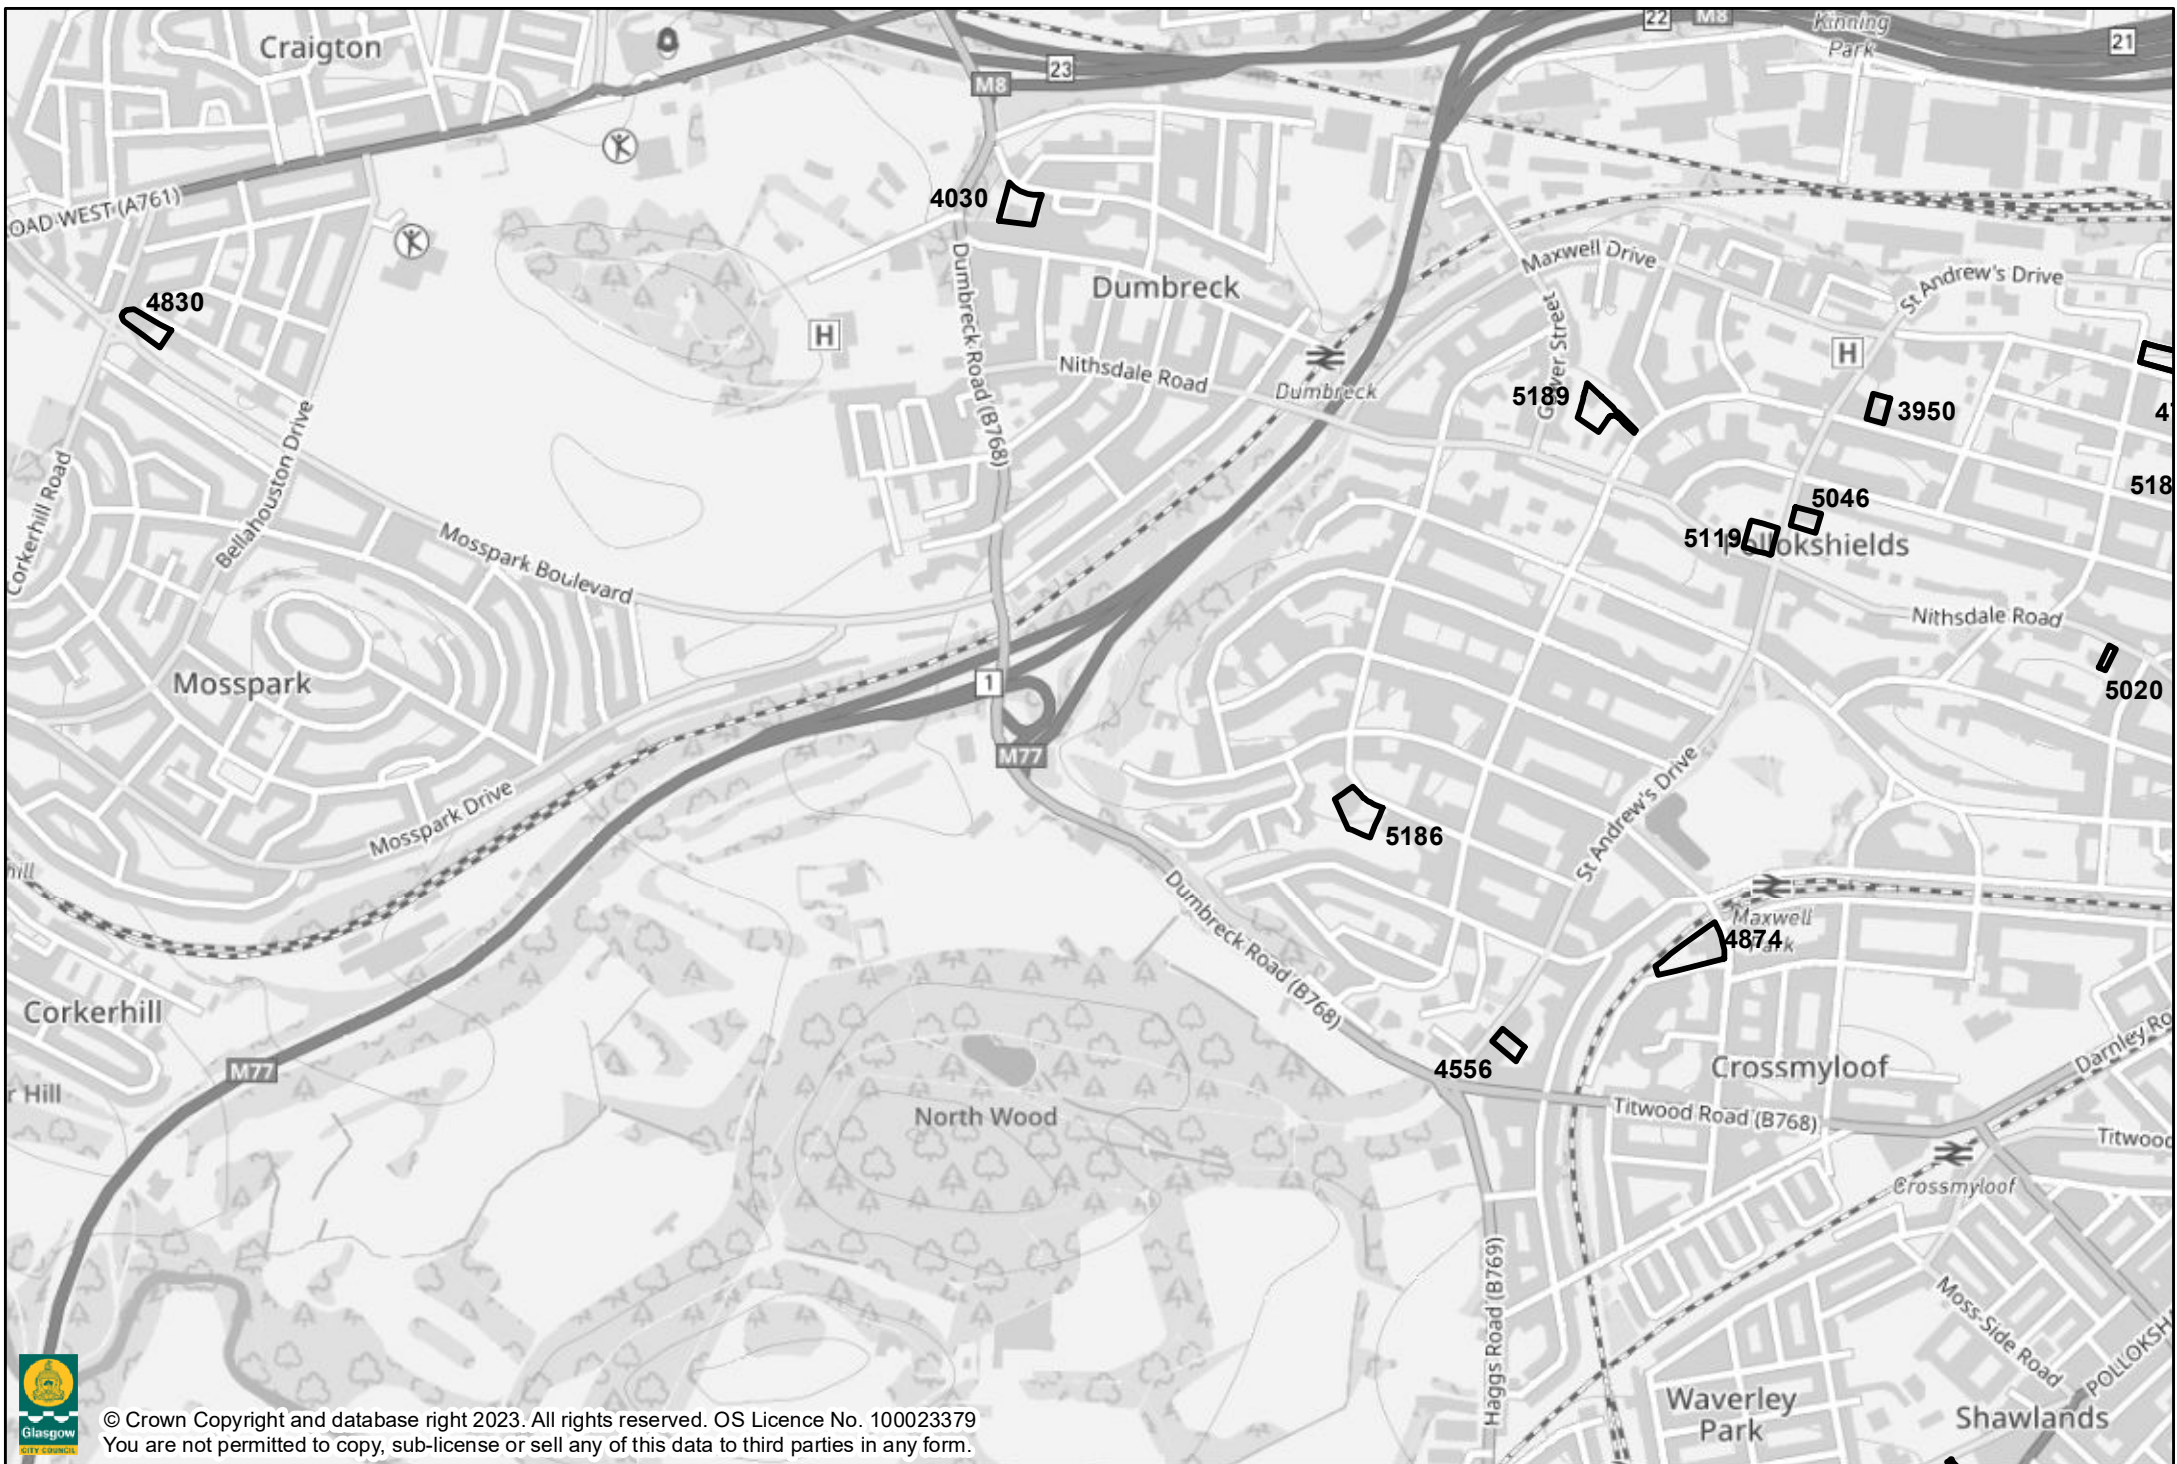 22
M8
Kinning
Park
21
Craigton
23
M8
OAD WEST (A761)
4030
Maxwell Drive
St Andrew's Drive
Dumbreck
4830
H
H
Dumbreck Road (B768)
Nithsdale Road
Dumbreck
5189
3950
Corkerhill Road
Bellahouston Drive
518
5046
5119
Pollokshields
Mosspark Boulevard
Nithsdale Road
Mosspark
1
5020
M77
St Andrew's Drive
Mosspark Drive
5186
hill
Dumbreck Road (B768)
Maxwell
Park
4874
Corkerhill
4556
Crossmyloof
Darnley Ro
M77
r Hill
North Wood
Titwood Road (B768)
Titwood
Crossmyloof
Haggs Road (B769)
Moss-Side Road
POLLOKSH
Waverley
Park
Shawlands
Glasgow
CITY COUNCIL
© Crown Copyright and database right 2023. All rights reserved. OS Licence No. 100023379
You are not permitted to copy, sub-license or sell any of this data to third parties in any form.